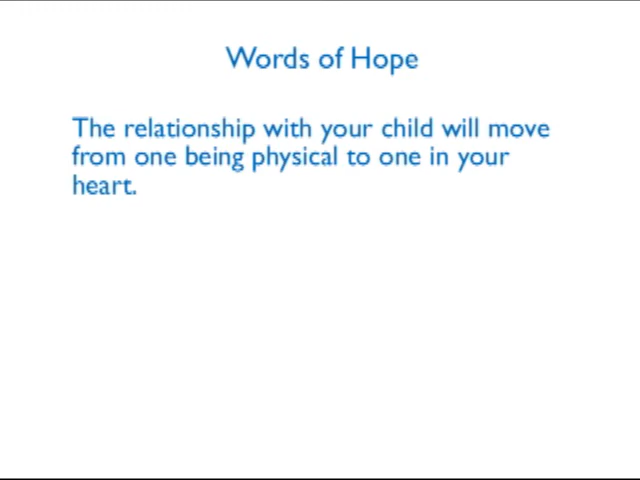 Words of Hope
The relationship with your child will move
from one being physical to one in your
heart.